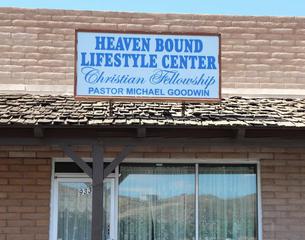 HEAVEN BOUND
LIFESTYLE CENTER
Christian Fellowship
PASTOR MICHAEL GOODWIN